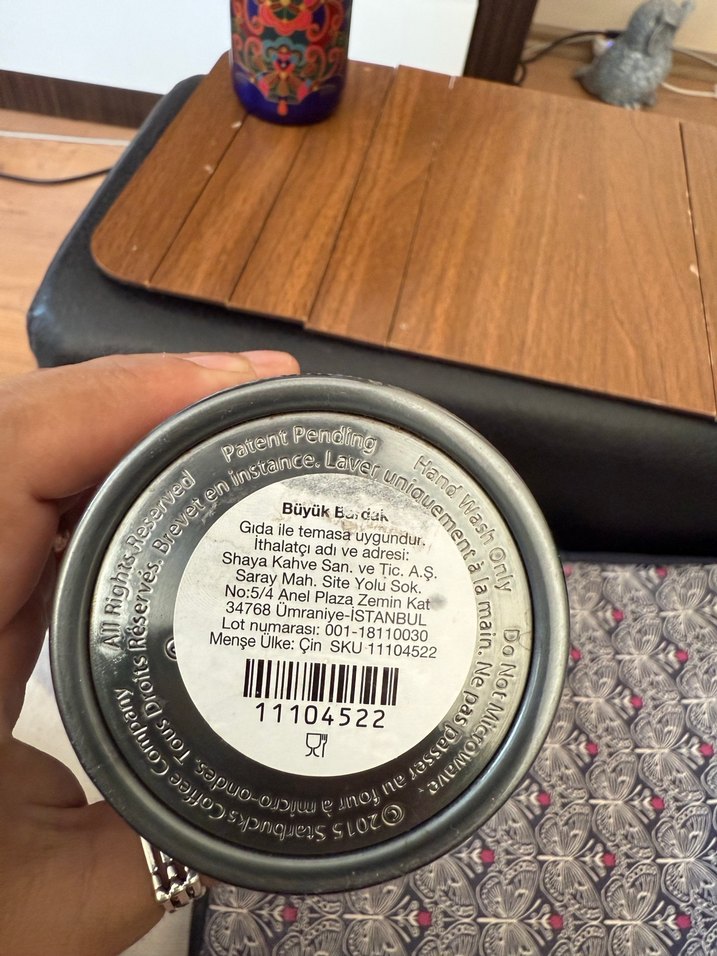 Patent Pending
Hand Wash Only
Do Not Microwave.
©2015 Starbucks Coffee Company
All Rights Reserved
Brevet en instance. Laver uniquement à la main. Ne pas passer au four à micro-ondes. Tous Droits Réservés.
Büyük Bardak
Gıda ile temasa uygundur.
İthalatçı adı ve adresi:
Shaya Kahve San. ve Tic. A.Ş.
Saray Mah. Site Yolu Sok.
No:5/4 Anel Plaza Zemin Kat
34768 Ümraniye-İSTANBUL
Lot numarası: 001-18110030
Menşe Ülke: Çin SKU 11104522
11104522